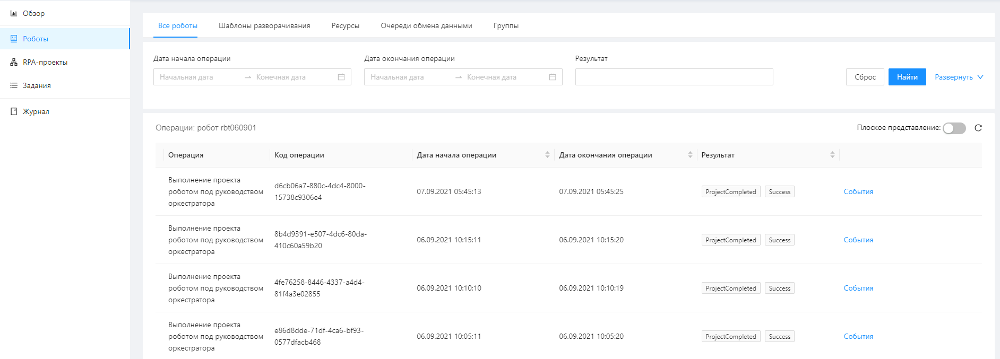 Обзор
Роботы
RPA-проекты
Задания
Журнал
Все роботы Шаблоны разворачивания Ресурсы Очереди обмена данными Группы
Дата начала операции Дата окончания операции Результат
Начальная дата → Конечная дата Начальная дата → Конечная дата Сброс Найти Развернуть
Операции: робот rbt060901 Плоское представление:
Операция Код операции Дата начала операции Дата окончания операции Результат
Выполнение проекта
роботом под руководством
оркестратора
d6cb06a7-880c-4dc4-8000-
15738c9306e4
07.09.2021 05:45:13 07.09.2021 05:45:25 ProjectCompleted Success События
Выполнение проекта
роботом под руководством
оркестратора
8b4d9391-e507-4dc6-80da-
410c60a59b20
06.09.2021 10:15:11 06.09.2021 10:15:20 ProjectCompleted Success События
Выполнение проекта
роботом под руководством
оркестратора
4fe76258-8446-4337-a4d4-
81f4a3e02855
06.09.2021 10:10:10 06.09.2021 10:10:19 ProjectCompleted Success События
Выполнение проекта
роботом под руководством
оркестратора
e86d8dde-71df-4ca6-bf93-
0577dfacb468
06.09.2021 10:05:11 06.09.2021 10:05:20 ProjectCompleted Success События